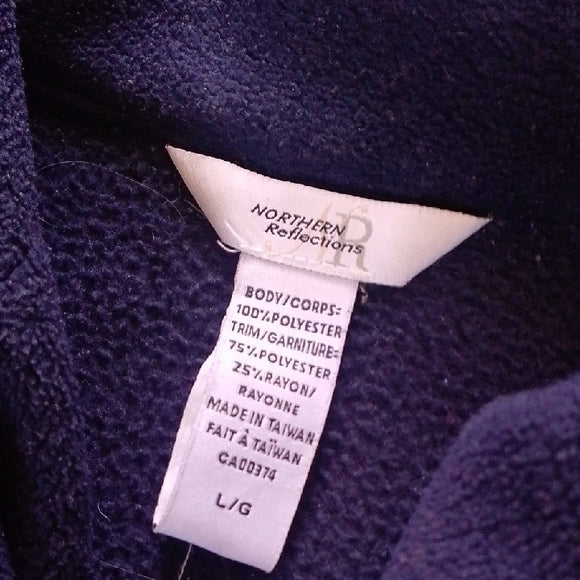 NORTHERN
Reflections
R
BODY/CORPS:
100%POLYESTER
TRIM/GARNITURE:
75%POLYESTER
25%RAYON/
RAYONNE
MADE IN TAIWAN
FAIT À TAÏWAN
CA00374
L/G